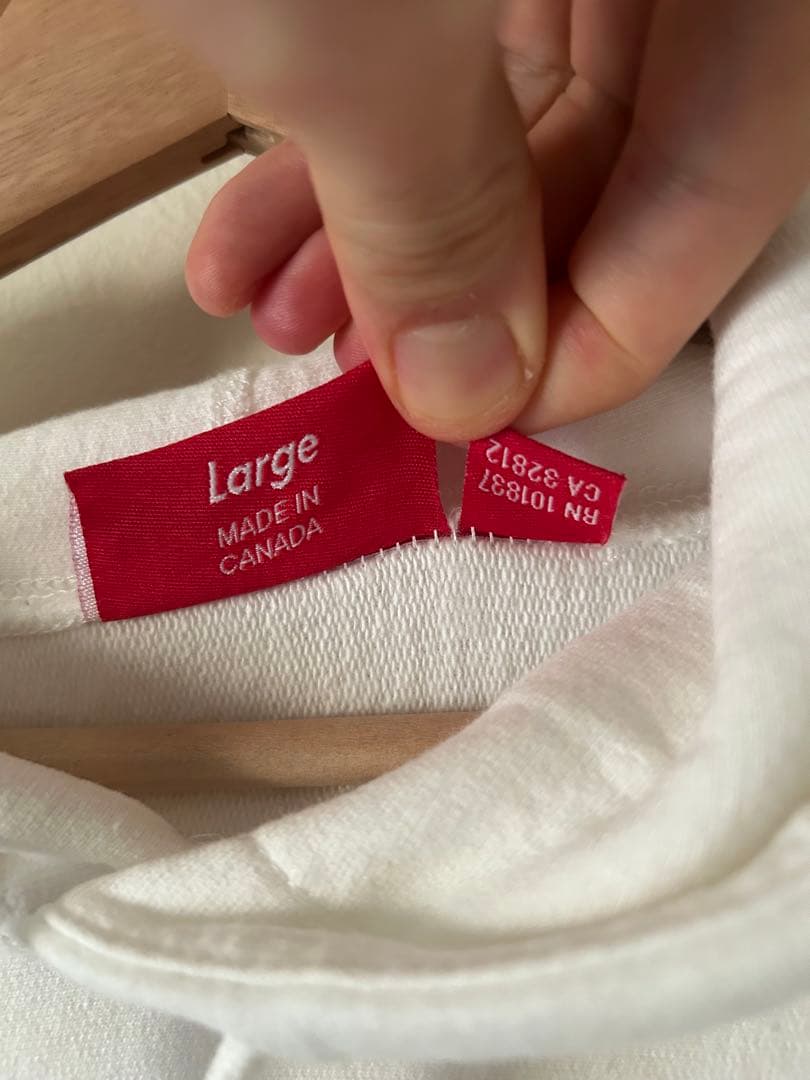 Large
MADE IN
CANADA
RN 101837
CA 32812